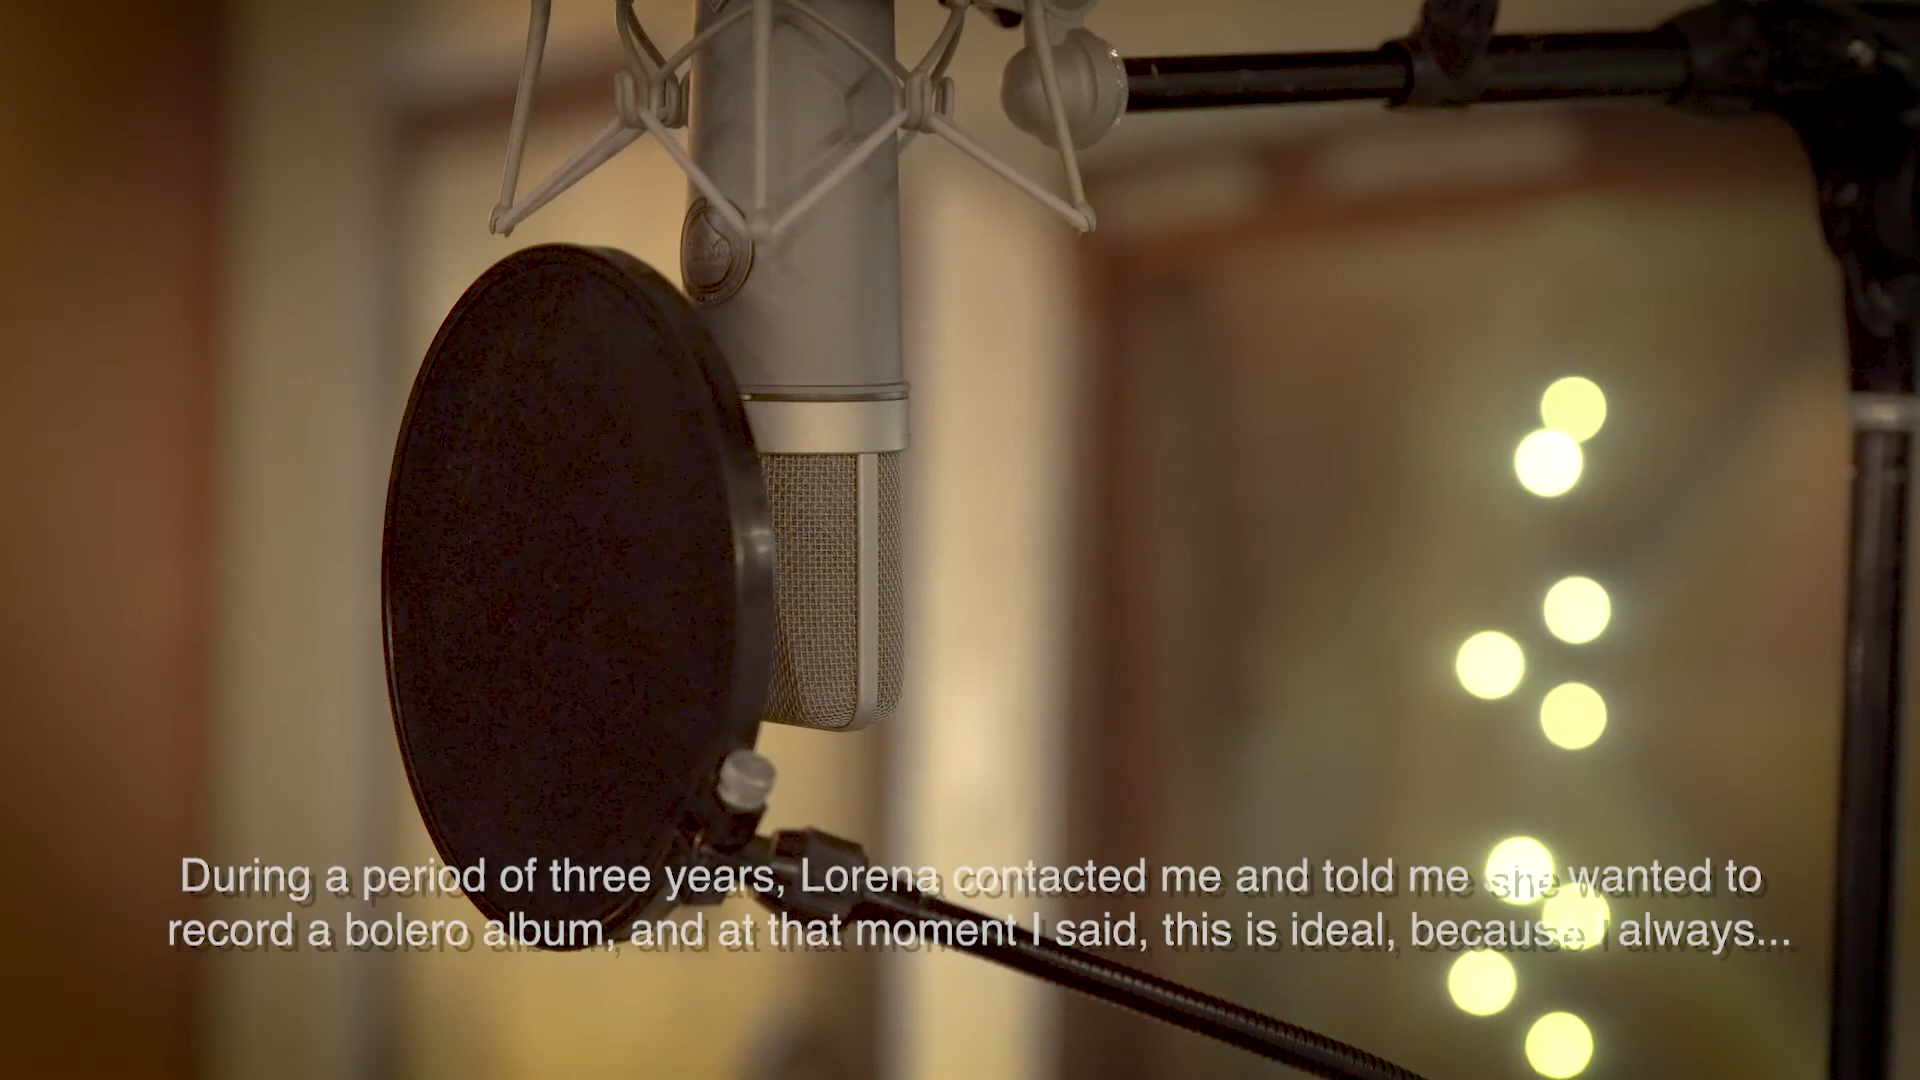 During a period of three years, Lorena contacted me and told me she wanted to
record a bolero album, and at that moment I said, this is ideal, because I always...